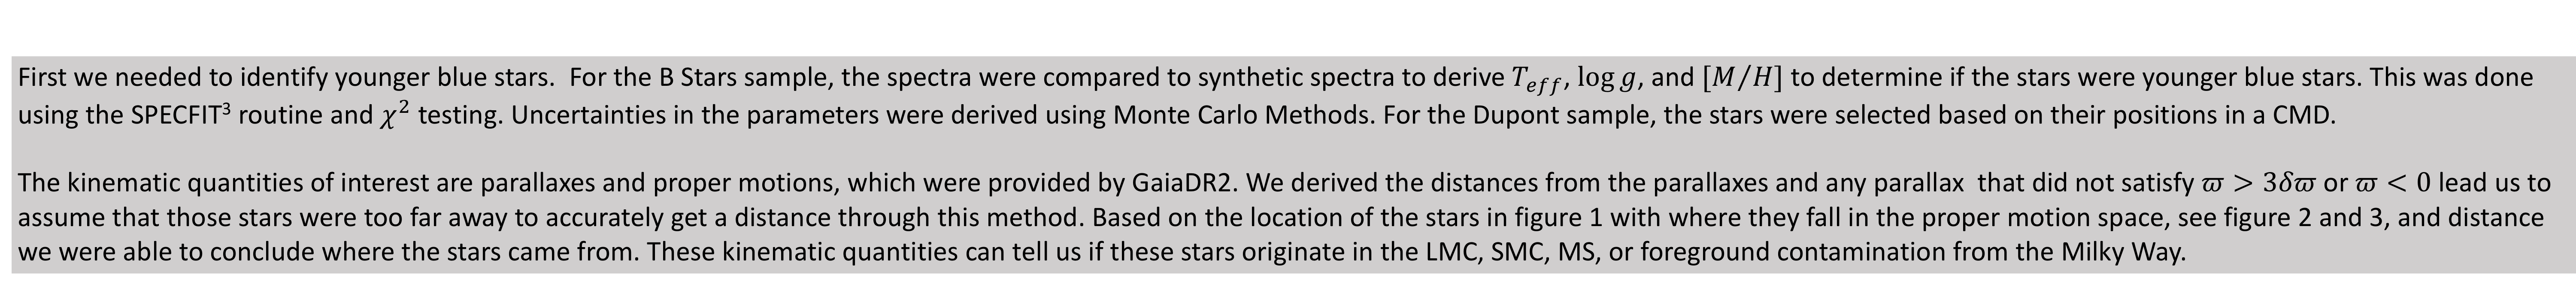 First we needed to identify younger blue stars.  For the B Stars sample, the spectra were compared to synthetic spectra to derive T_{eff}, log g, and [M/H] to determine if the stars were younger blue stars. This was done
using the SPECFIT³ routine and χ² testing. Uncertainties in the parameters were derived using Monte Carlo Methods. For the Dupont sample, the stars were selected based on their positions in a CMD.
The kinematic quantities of interest are parallaxes and proper motions, which were provided by GaiaDR2. We derived the distances from the parallaxes and any parallax  that did not satisfy ϖ > 3δϖ or ϖ < 0 lead us to
assume that those stars were too far away to accurately get a distance through this method. Based on the location of the stars in figure 1 with where they fall in the proper motion space, see figure 2 and 3, and distance
we were able to conclude where the stars came from. These kinematic quantities can tell us if these stars originate in the LMC, SMC, MS, or foreground contamination from the Milky Way.